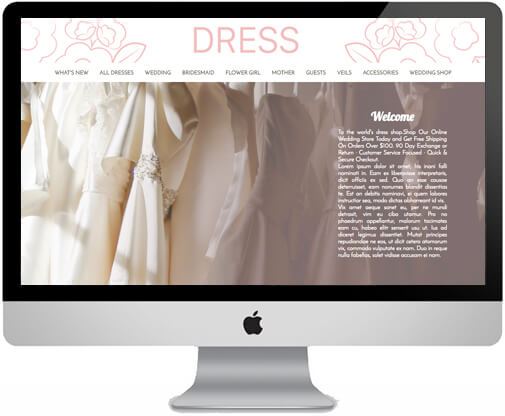 DRESS
WHAT'S NEW ALL DRESSES WEDDING BRIDESMAID FLOWER GIRL MOTHER GUESTS VEILS ACCESSORIES WEDDING SHOP
Welcome
To the world's dress shop.Shop Our Online
Wedding Store Today and Get Free Shipping
On Orders Over $100. 90 Day Exchange or
Return - Customer Service Focused - Quick &
Secure Checkout.
Lorem ipsum dolor sit amet, his inani falli
nominati in. Eam ex liberavisse interpretaris,
dicit officiis ex sed. Quo an esse causae
deterruisset, eam nonumes blandit dissentias
te. Est an debitis nominavi, ei quem labores
instructior sea, modo dictas obhorreant id vis.
Vis amet aeque sanet eu, per ne mundi
detraxit, vim eu cibo utamur. Pro no
phaedrum appellantur, malorum tacimates
eam cu, habeo elitr senserit usu ut. Ius ad
diceret legimus dissentiet. Mutat principes
repudiandae ne eos, ut dicit cetero atomorum
vis, commodo vulputate ex nam. Duo in reque
nulla fabellas, solet vidisse accusam ei nam.